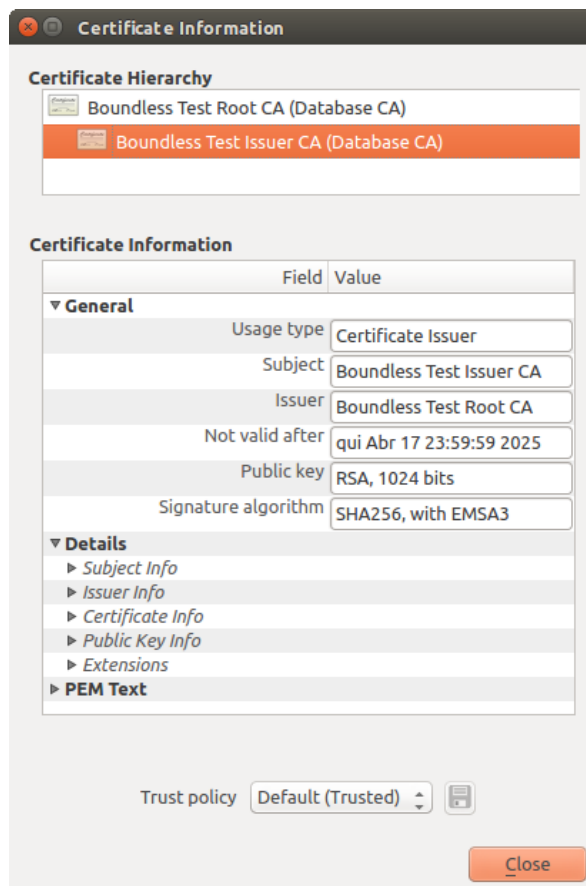 Certificate Information
Certificate Hierarchy
Boundless Test Root CA (Database CA)
Boundless Test Issuer CA (Database CA)
Certificate Information
Field Value
General
Usage type Certificate Issuer
Subject Boundless Test Issuer CA
Issuer Boundless Test Root CA
Not valid after qui Abr 17 23:59:59 2025
Public key RSA, 1024 bits
Signature algorithm SHA256, with EMSA3
Details
Subject Info
Issuer Info
Certificate Info
Public Key Info
Extensions
PEM Text
Trust policy Default (Trusted)
Close